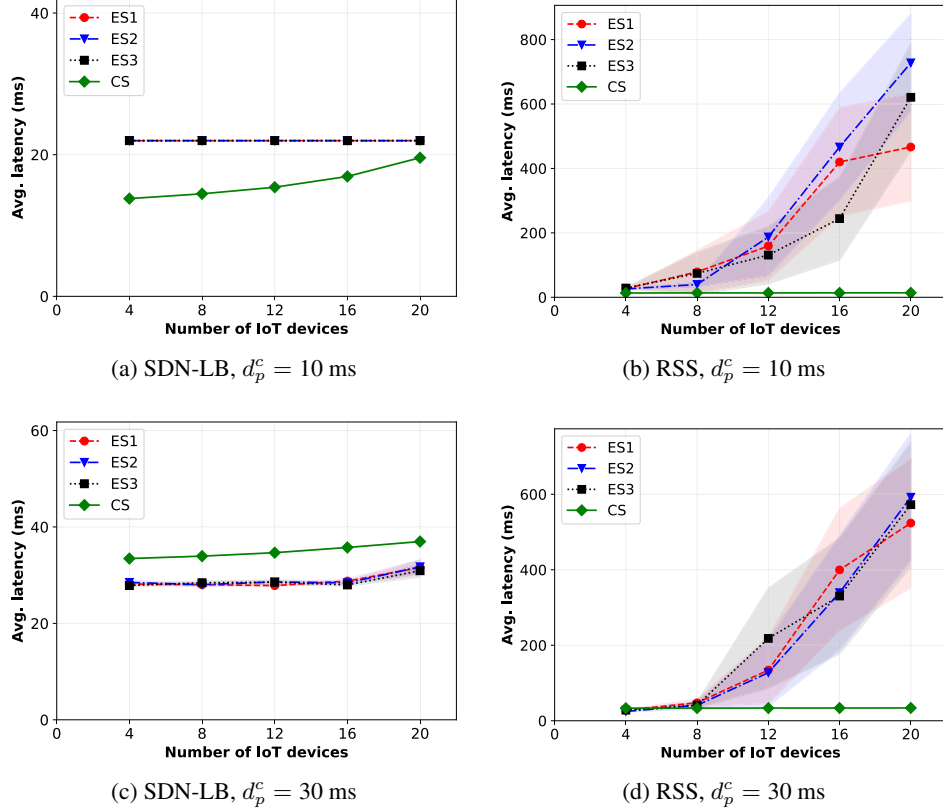 40
20
0
Avg. latency (ms)
ES1
ES2
ES3
CS
0 4 8 12 16 20
Number of IoT devices
(a) SDN-LB, d_p^c = 10 ms
800
600
400
200
0
Avg. latency (ms)
ES1
ES2
ES3
CS
0 4 8 12 16 20
Number of IoT devices
(b) RSS, d_p^c = 10 ms
60
40
20
0
Avg. latency (ms)
ES1
ES2
ES3
CS
0 4 8 12 16 20
Number of IoT devices
(c) SDN-LB, d_p^c = 30 ms
600
400
200
0
Avg. latency (ms)
ES1
ES2
ES3
CS
0 4 8 12 16 20
Number of IoT devices
(d) RSS, d_p^c = 30 ms